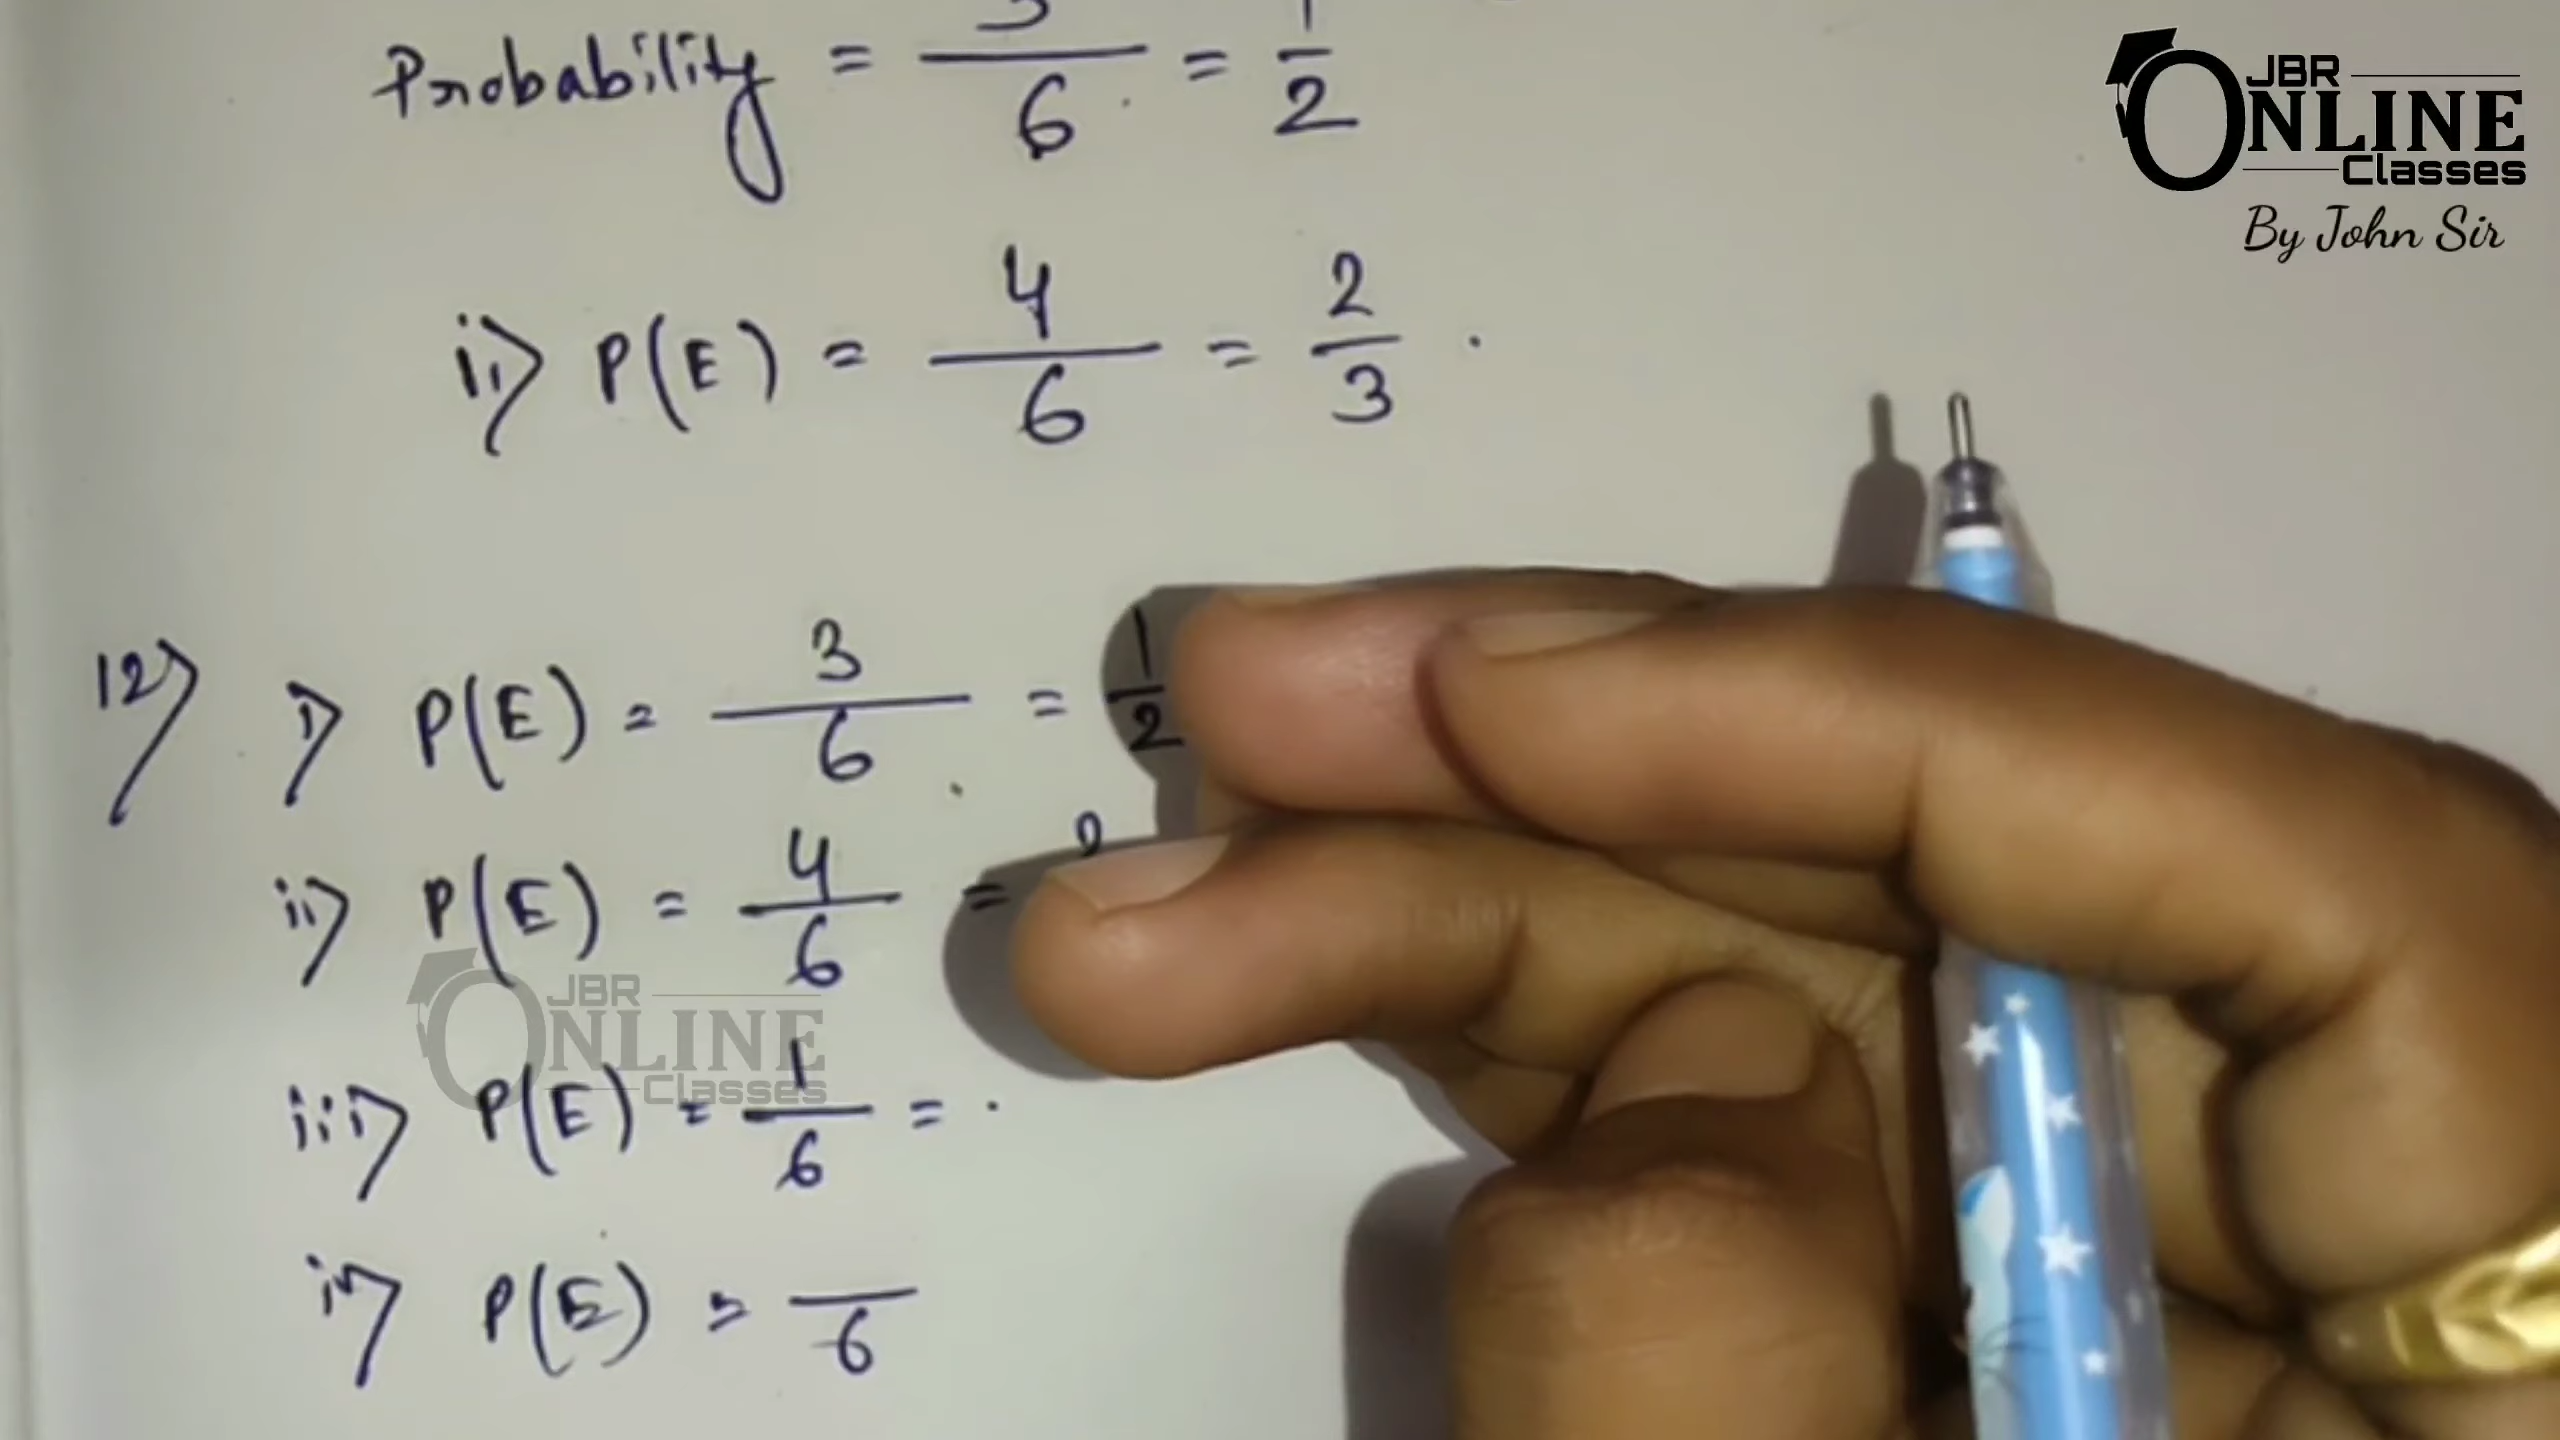 Probability = 3/6 = 1/2
JBR
ONLINE
Classes
By John Sir
ii) P(E) = 4/6 = 2/3 .
12) i) P(E) = 3/6 = 1/2
ii) P(E) = 4/6 =
JBR
ONLINE
Classes
iii) P(E) = 1/6 = .
iv) P(E) = /6